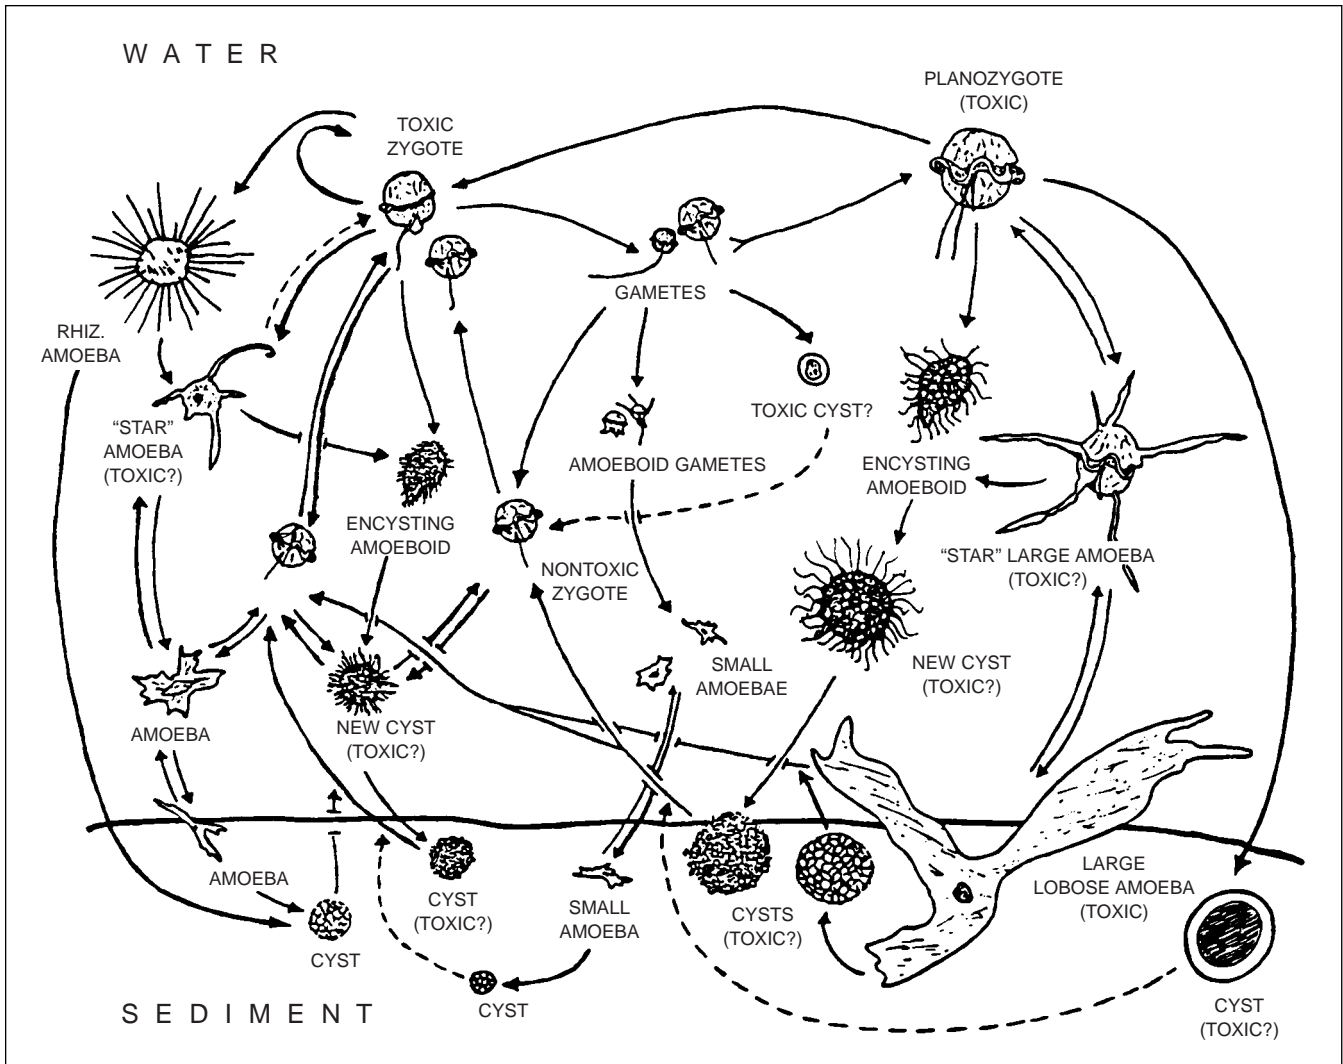 WATER
PLANOZYGOTE
(TOXIC)
TOXIC
ZYGOTE
GAMETES
RHIZ.
AMOEBA
TOXIC CYST?
“STAR”
AMOEBA
(TOXIC?)
AMOEBOID GAMETES
ENCYSTING
AMOEBOID
ENCYSTING
AMOEBOID
“STAR” LARGE AMOEBA
(TOXIC?)
NONTOXIC
ZYGOTE
SMALL
AMOEBAE
NEW CYST
(TOXIC?)
AMOEBA
NEW CYST
(TOXIC?)
AMOEBA
CYST
CYST
(TOXIC?)
SMALL
AMOEBA
CYSTS
(TOXIC?)
LARGE
LOBOSE AMOEBA
(TOXIC)
CYST
CYST
(TOXIC?)
SEDIMENT